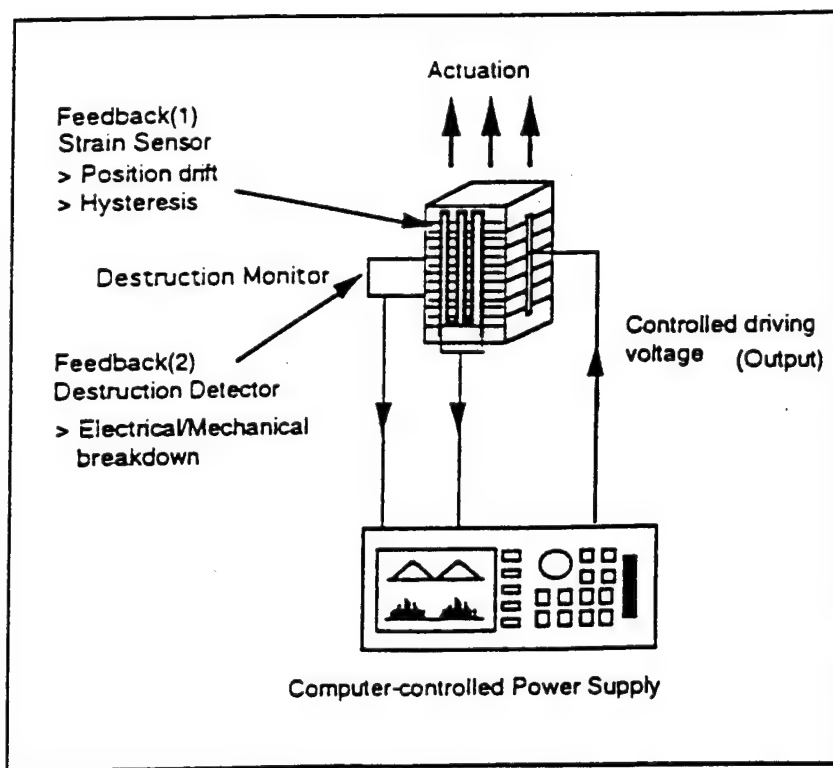 Actuation
Feedback(1)
Strain Sensor
> Position drift
> Hysteresis
Destruction Monitor
Feedback(2)
Destruction Detector
> Electrical/Mechanical
breakdown
Controlled driving
voltage (Output)
Computer-controlled Power Supply